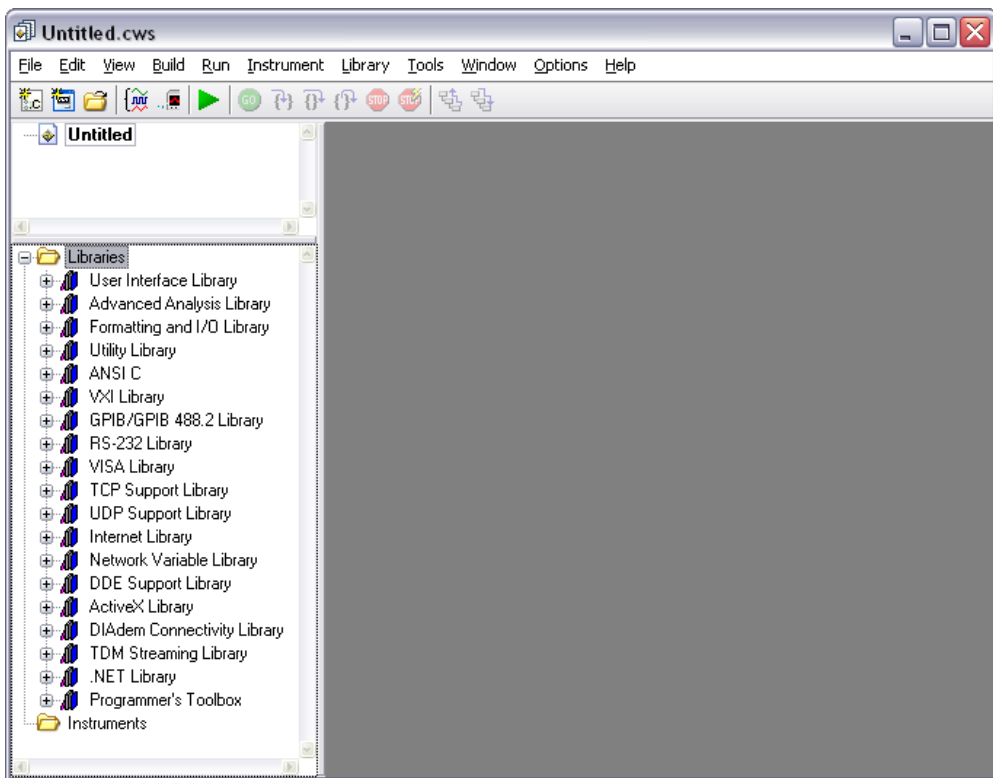 Untitled.cws
File Edit View Build Run Instrument Library Tools Window Options Help
.c GO STOP STOP
Untitled
Libraries
User Interface Library
Advanced Analysis Library
Formatting and I/O Library
Utility Library
ANSI C
VXI Library
GPIB/GPIB 488.2 Library
RS-232 Library
VISA Library
TCP Support Library
UDP Support Library
Internet Library
Network Variable Library
DDE Support Library
ActiveX Library
DIAdem Connectivity Library
TDM Streaming Library
.NET Library
Programmer's Toolbox
Instruments